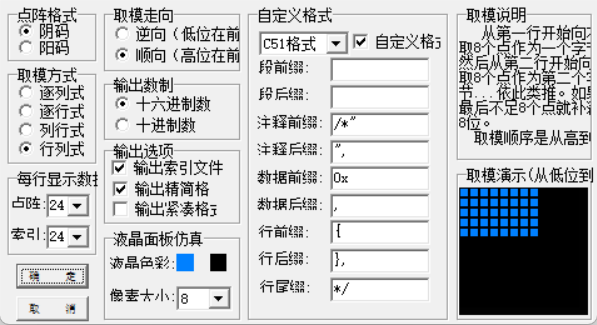 点阵格式
阴码
阳码
取模方式
逐列式
逐行式
列行式
行列式
每行显示数据
点阵: 24
索引: 24
确 定
取 消
取模走向
逆向（低位在前
顺向（高位在前
输出数制
十六进制数
十进制数
输出选项
输出索引文件
输出精简格
输出紧凑格式
液晶面板仿真
液晶色彩:
像素大小: 8
自定义格式
C51格式 自定义格式
段前缀:
段后缀:
注释前缀: /*"
注释后缀: ",
数据前缀: 0x
数据后缀: ,
行前缀: {
行后缀: },
行尾缀: */
取模说明
从第一行开始向
取8个点作为一个字
然后从第二行开始向
取8个点作为第二个字
节...依此类推。如果
最后不足8个点就补
8位。
取模顺序是从高到
取模演示(从低位到